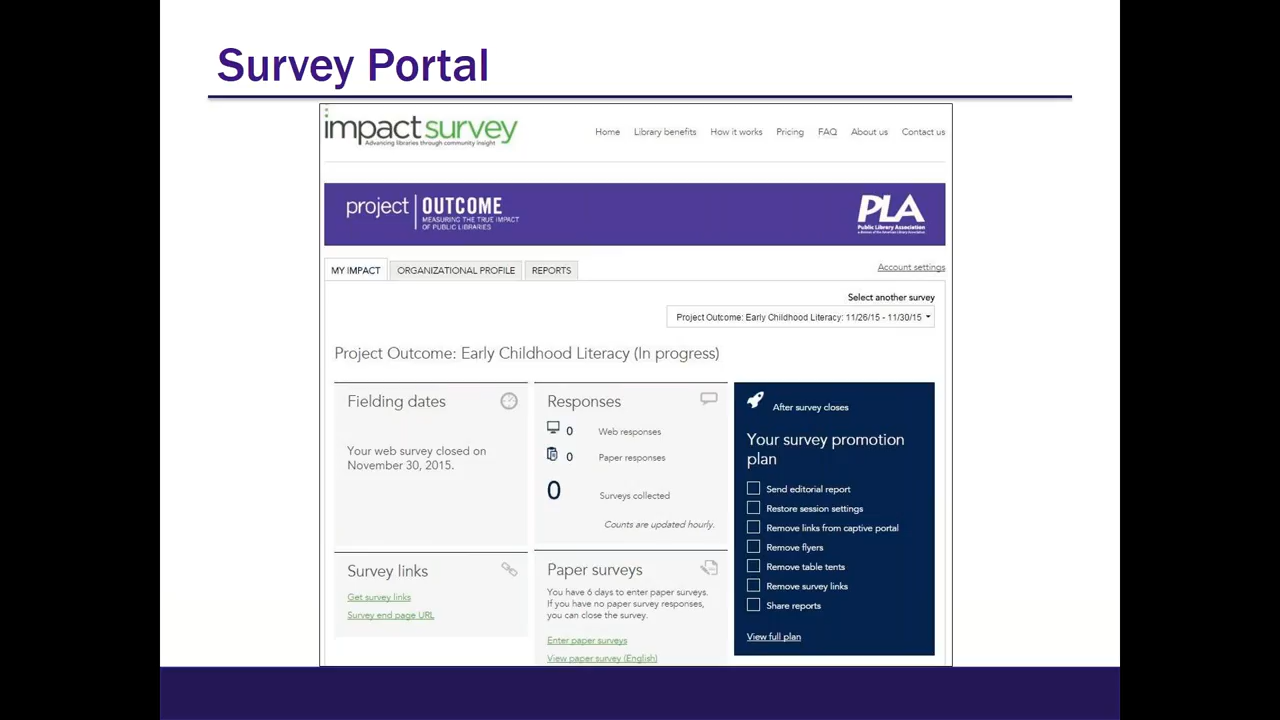 Survey Portal
impact survey
Advancing libraries through community insight
Home Library benefits How it works Pricing FAQ About us Contact us
project OUTCOME
MEASURING THE TRUE IMPACT
OF PUBLIC LIBRARIES
PLA
Public Library Association
a division of the American Library Association
MY IMPACT ORGANIZATIONAL PROFILE REPORTS
Account settings
Select another survey
Project Outcome: Early Childhood Literacy: 11/26/15 - 11/30/15
Project Outcome: Early Childhood Literacy (In progress)
Fielding dates
Your web survey closed on
November 30, 2015.
Responses
0 Web responses
0 Paper responses
0 Surveys collected
Counts are updated hourly.
After survey closes
Your survey promotion
plan
Send editorial report
Restore session settings
Remove links from captive portal
Remove flyers
Remove table tents
Remove survey links
Share reports
View full plan
Survey links
Get survey links
Survey end page URL
Paper surveys
You have 6 days to enter paper surveys.
If you have no paper survey responses,
you can close the survey.
Enter paper surveys
View paper survey (English)